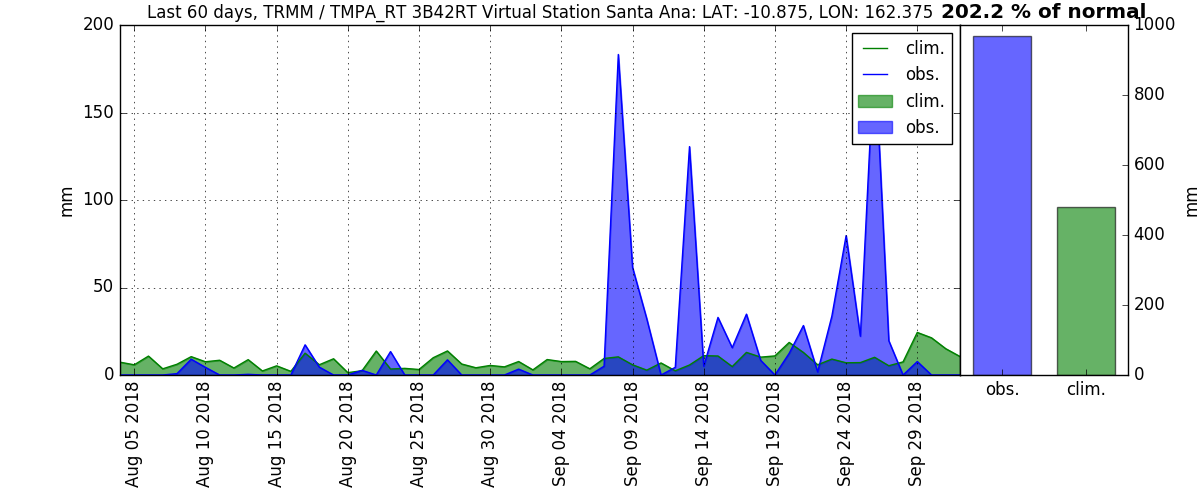 Last 60 days, TRMM / TMPA_RT 3B42RT Virtual Station Santa Ana: LAT: -10.875, LON: 162.375 202.2 % of normal
200
150
100
50
0
mm
clim.
obs.
clim.
obs.
1000
800
600
400
200
0
mm
obs. clim.
Aug 05 2018
Aug 10 2018
Aug 15 2018
Aug 20 2018
Aug 25 2018
Aug 30 2018
Sep 04 2018
Sep 09 2018
Sep 14 2018
Sep 19 2018
Sep 24 2018
Sep 29 2018